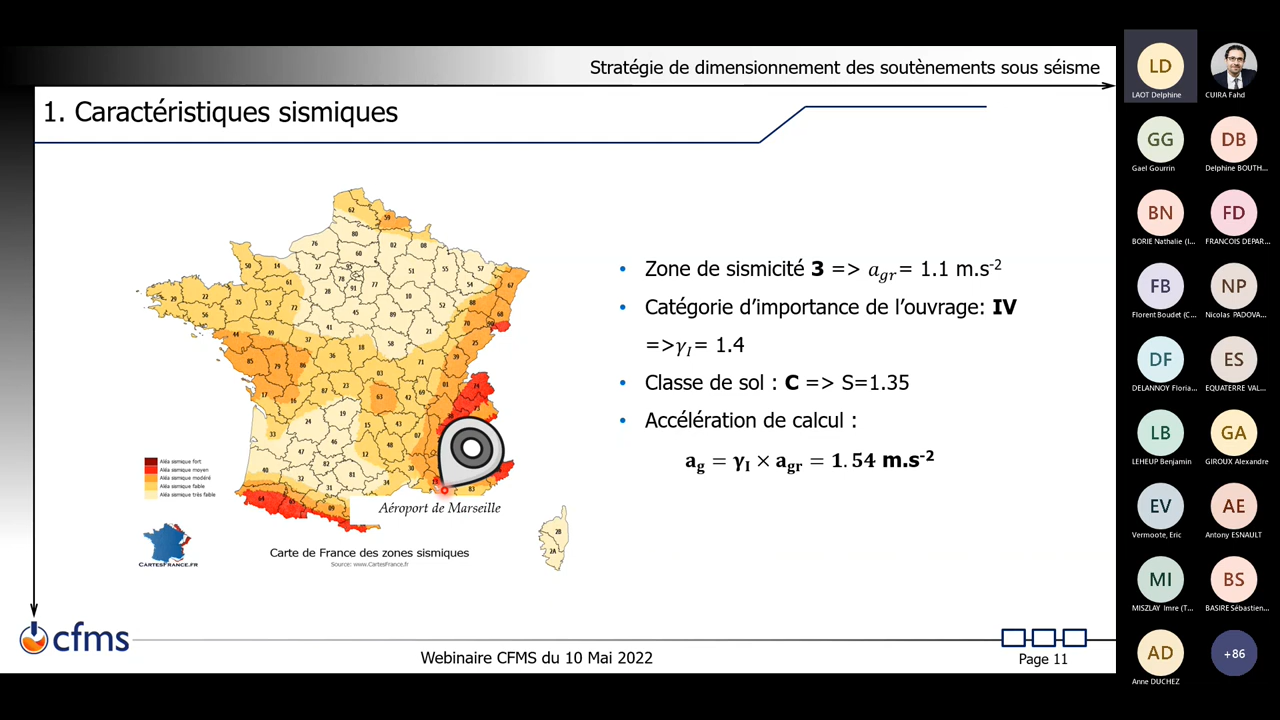 Stratégie de dimensionnement des soutènements sous séisme
1. Caractéristiques sismiques
Aléa sismique fort
Aléa sismique moyen
Aléa sismique modéré
Aléa sismique faible
Aléa sismique très faible
CARTESFRANCE.FR
Aéroport de Marseille
Carte de France des zones sismiques
Source: www.CartesFrance.fr
• Zone de sismicité 3 => agr = 1.1 m.s-2
• Catégorie d'importance de l'ouvrage: IV
=>γI = 1.4
• Classe de sol : C => S=1.35
• Accélération de calcul :
ag = γI × agr = 1.54 m.s-2
cfms
Webinaire CFMS du 10 Mai 2022
Page 11
LD
LAOT Delphine
CUIRA Fahd
GG
Gael Gourrin
DB
Delphine BOUTH...
BN
BORIE Nathalie (I...
FD
FRANCOIS DEPAR...
FB
Florent Boudet (C...
NP
Nicolas PADOVA...
DF
DELANNOY Floria...
ES
EQUATERRE VAL...
LB
LEHEUP Benjamin
GA
GIROUX Alexandre
EV
Vermoote, Eric
AE
Antony ESNAULT
MI
MISZLAY Imre (T...
BS
BASIRE Sébastien...
AD
Anne DUCHEZ
+86